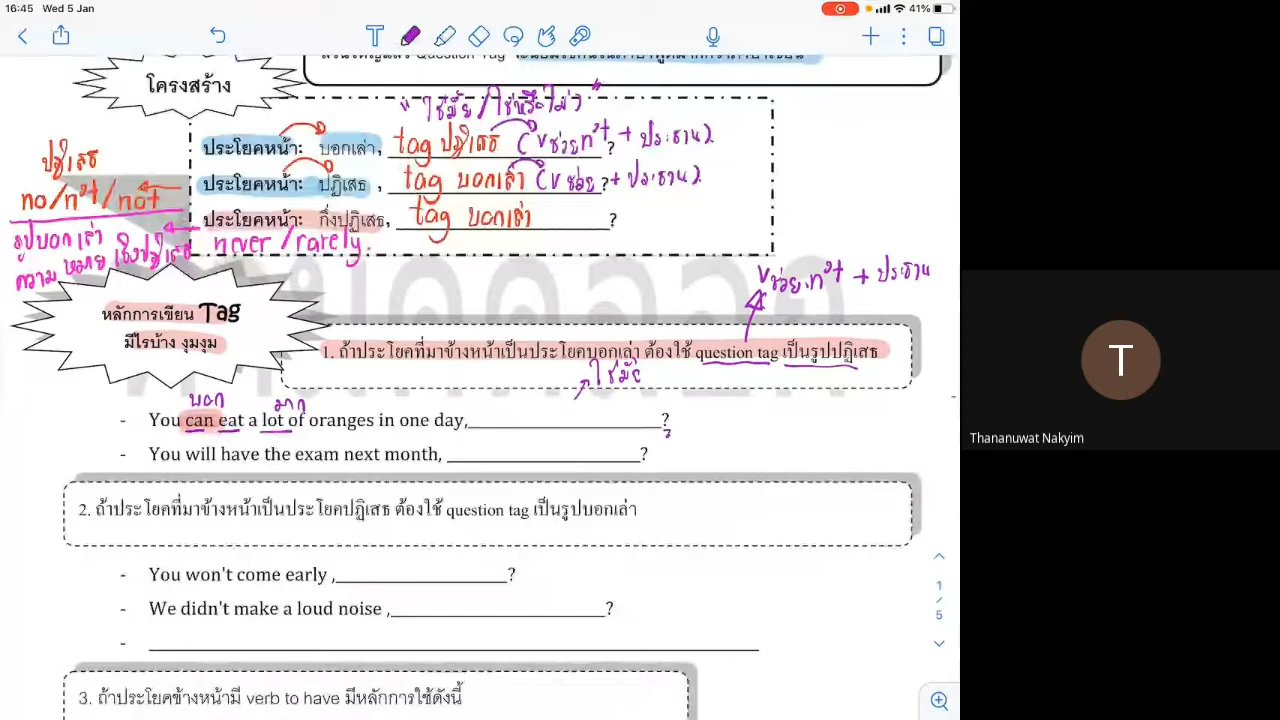 16:45 Wed 5 Jan
41%
โครงสร้าง
" ใช่มั้ย/ใช่หรือไม่ "
ประโยคหน้า: บอกเล่า, tag ปฏิเสธ (vช่วยn't + ประธาน)?
ประโยคหน้า: ปฏิเสธ , tag บอกเล่า (vช่วย + ประธาน)?
ประโยคหน้า: กึ่งปฏิเสธ, tag บอกเล่า ?
never/rarely.
ปฏิเสธ
no/n't/not
รูปบอกเล่า
ความหมายเชิงปฏิเสธ
หลักการเขียน Tag
มีไรบ้าง งุมงุม
vช่วย.n't + ประธาน
1. ถ้าประโยคที่มาข้างหน้าเป็นประโยคบอกเล่า ต้องใช้ question tag เป็นรูปปฏิเสธ
ใช่มั้ย
บอก มาก
- You can eat a lot of oranges in one day,____________________?
- You will have the exam next month, ____________________?
2. ถ้าประโยคที่มาข้างหน้าเป็นประโยคปฏิเสธ ต้องใช้ question tag เป็นรูปบอกเล่า
- You won't come early ,__________________?
- We didn't make a loud noise ,______________________?
- ______________________________
3. ถ้าประโยคข้างหน้ามี verb to have มีหลักการใช้ดังนี้
1
/
5
T
Thananuwat Nakyim